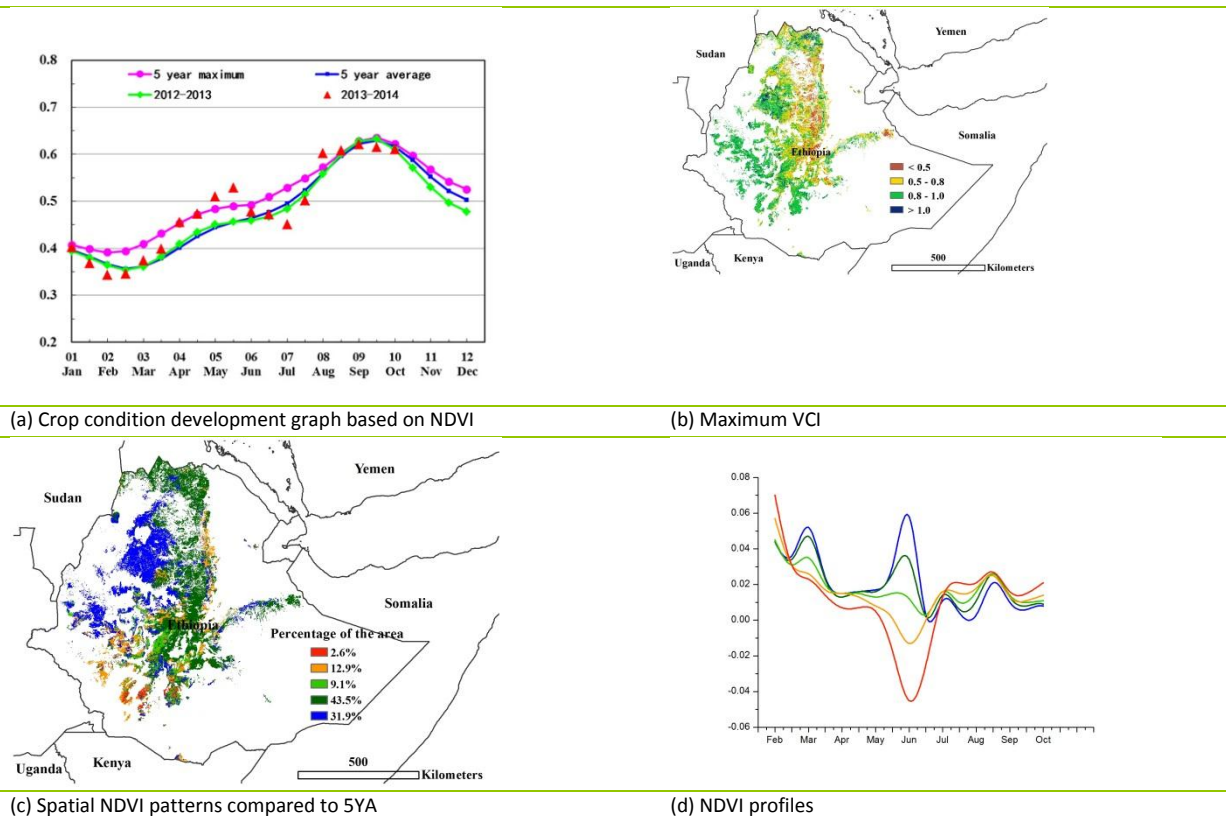 0.8
5 year maximum 5 year average
2012-2013 2013-2014
0.7
0.6
0.5
0.4
0.3
0.2
01 02 03 04 05 06 07 08 09 10 11 12
Jan Feb Mar Apr May Jun Jul Aug Sep Oct Nov Dec
Yemen
Sudan
Somalia
Ethiopia
< 0.5
0.5 - 0.8
0.8 - 1.0
> 1.0
Uganda Kenya
500
Kilometers
(a) Crop condition development graph based on NDVI
(b) Maximum VCI
Yemen
Sudan
Somalia
Ethiopia
Percentage of the area
2.6%
12.9%
9.1%
43.5%
31.9%
Uganda Kenya
500
Kilometers
0.08
0.06
0.04
0.02
0.00
-0.02
-0.04
-0.06
Feb Mar Apr May Jun Jul Aug Sep Oct
(c) Spatial NDVI patterns compared to 5YA
(d) NDVI profiles